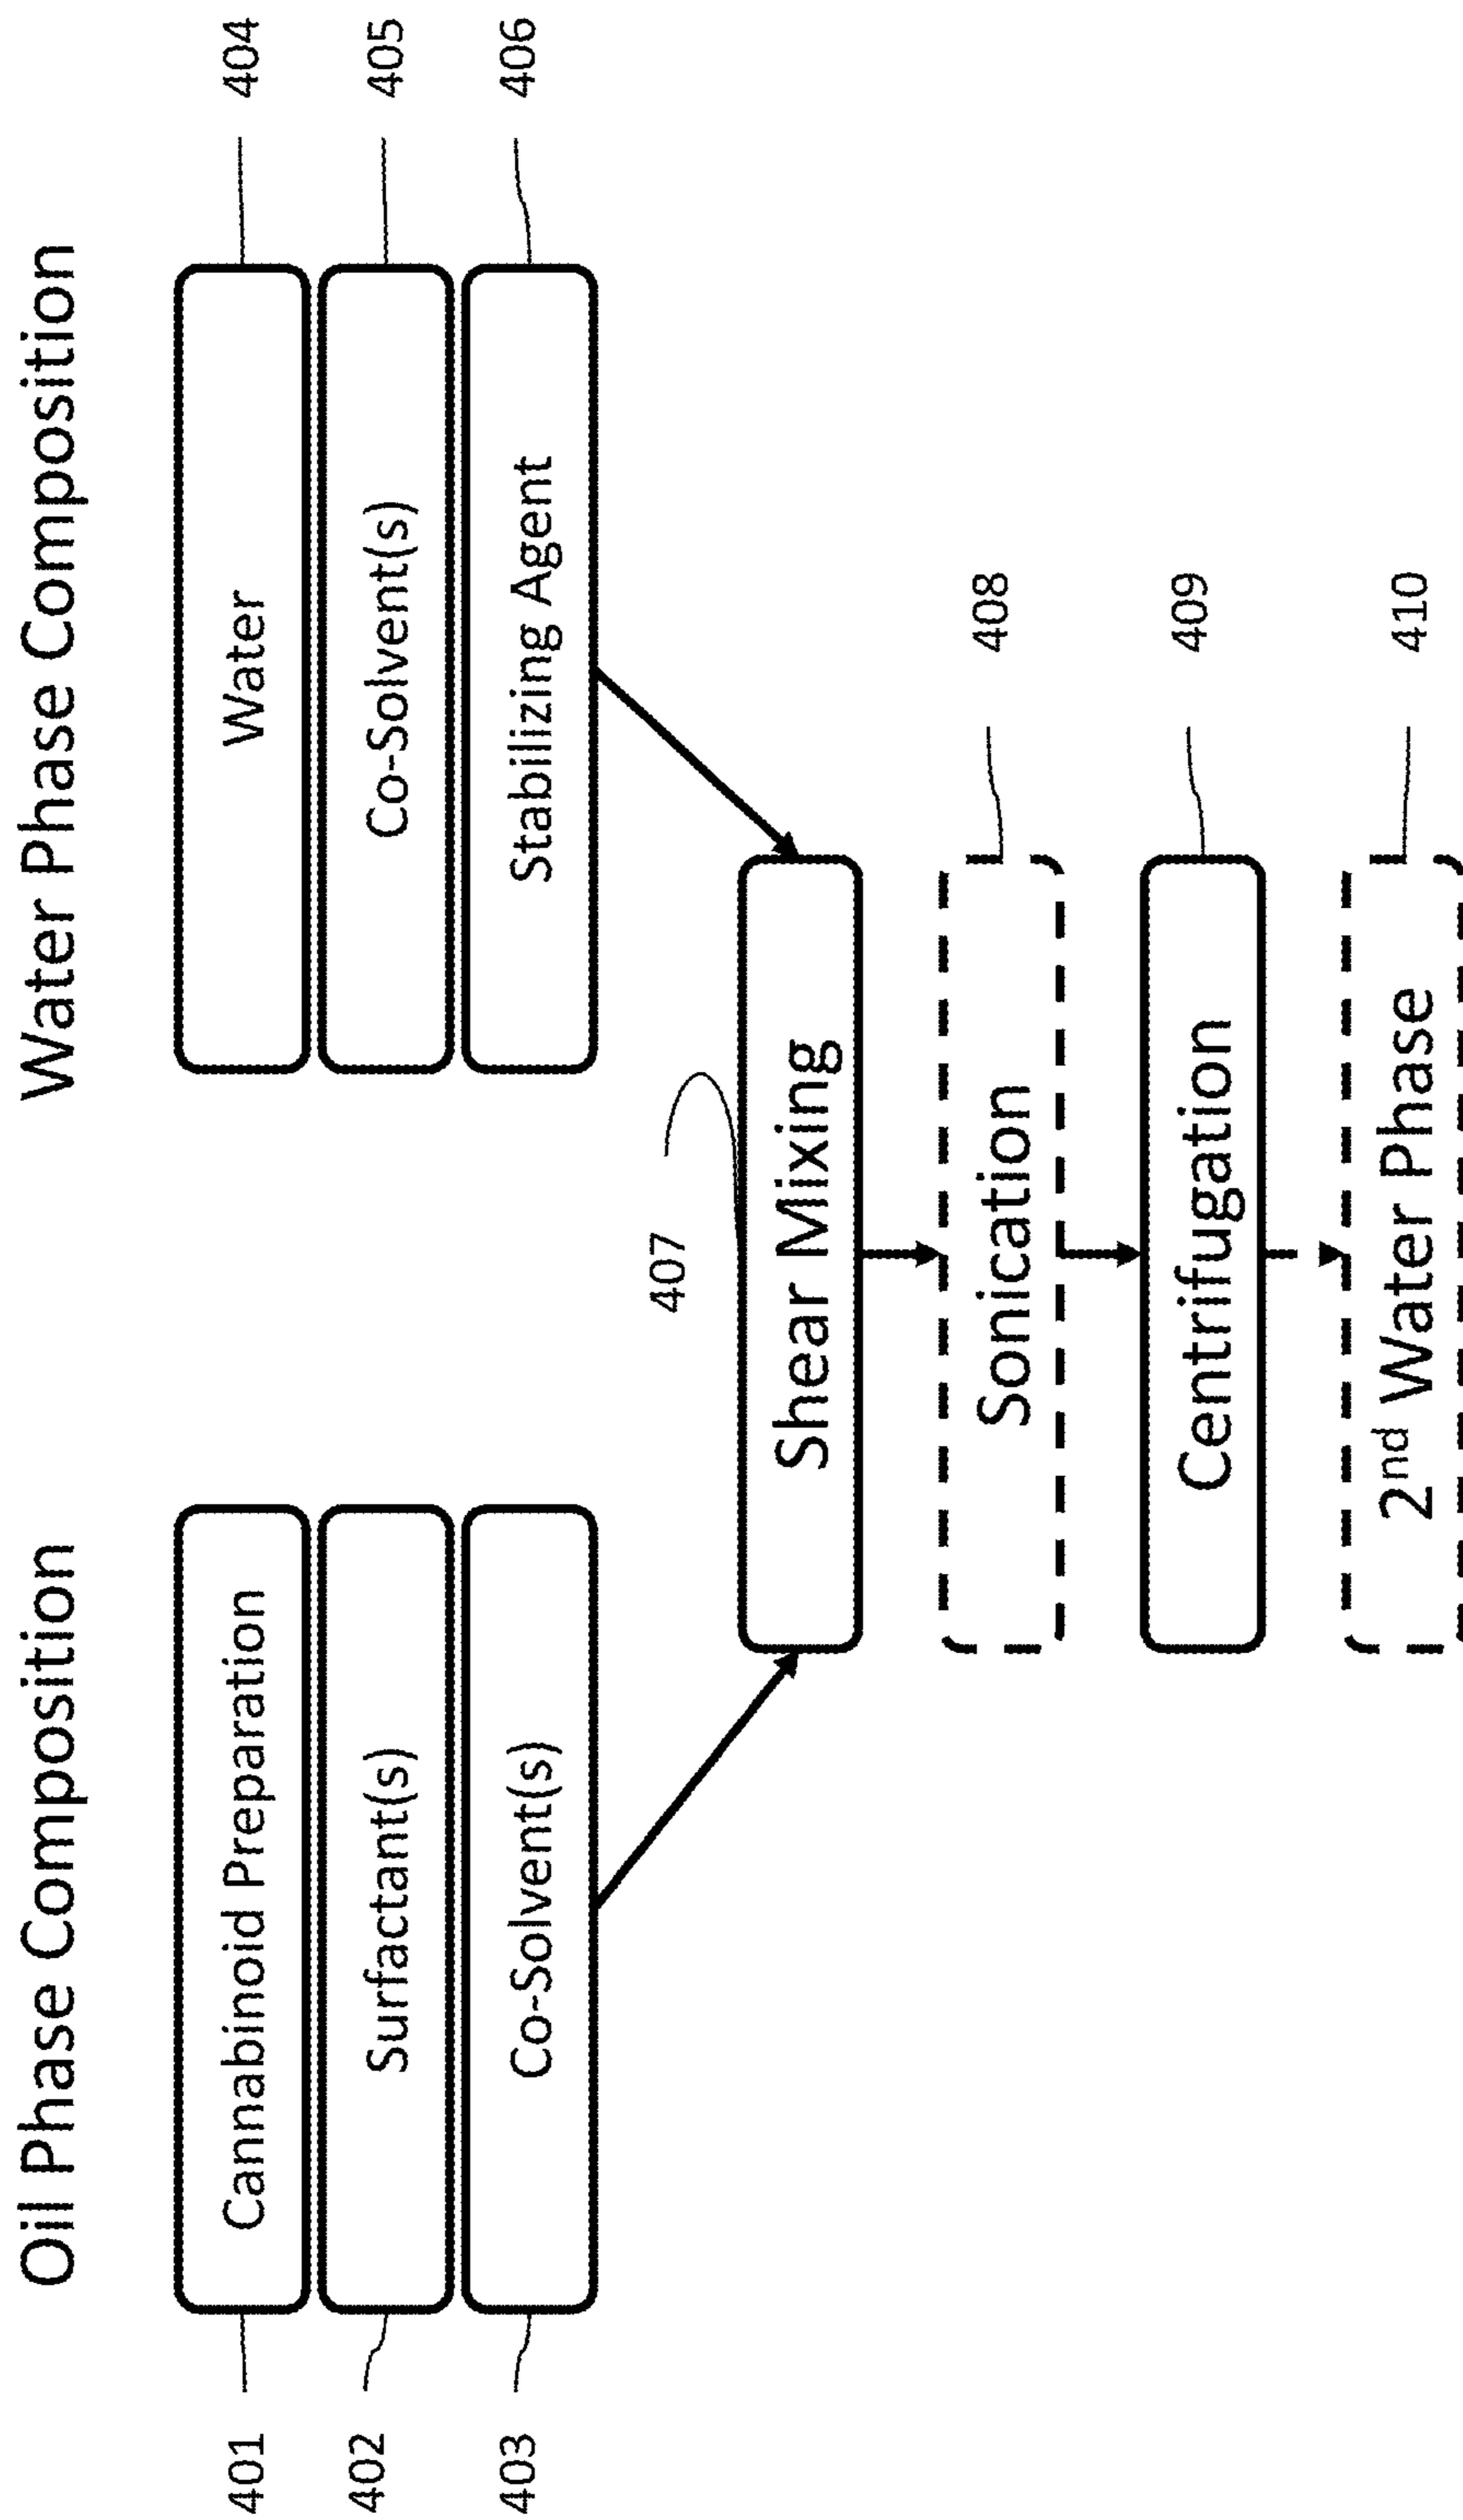 Oil Phase Composition
Water Phase Composition
401
Cannabinoid Preparation
Water
404
402
Surfactant(s)
Co-Solvent(s)
405
403
Co-Solvent(s)
Stabilizing Agent
406
407
Shear Mixing
Sonication
408
Centrifugation
409
2nd Water Phase
410